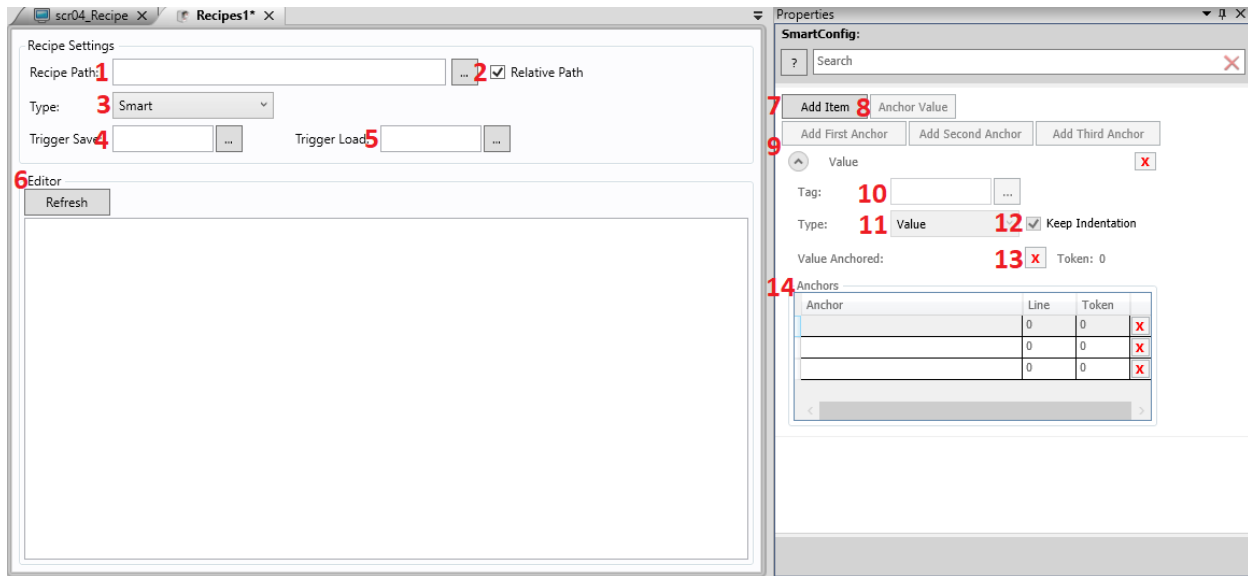 scr04_Recipe X Recipes1* X
Recipe Settings
Recipe Path: 1 ... 2 Relative Path
Type: 3 Smart
Trigger Save 4 ... Trigger Load: 5 ...
6 Editor
Refresh
Properties
SmartConfig:
? Search
7 Add Item 8 Anchor Value
Add First Anchor Add Second Anchor Add Third Anchor
9
Value X
Tag: 10 ...
Type: 11 Value 12 Keep Indentation
Value Anchored: 13 X Token: 0
14 Anchors
Anchor Line Token
0 0 X
0 0 X
0 0 X